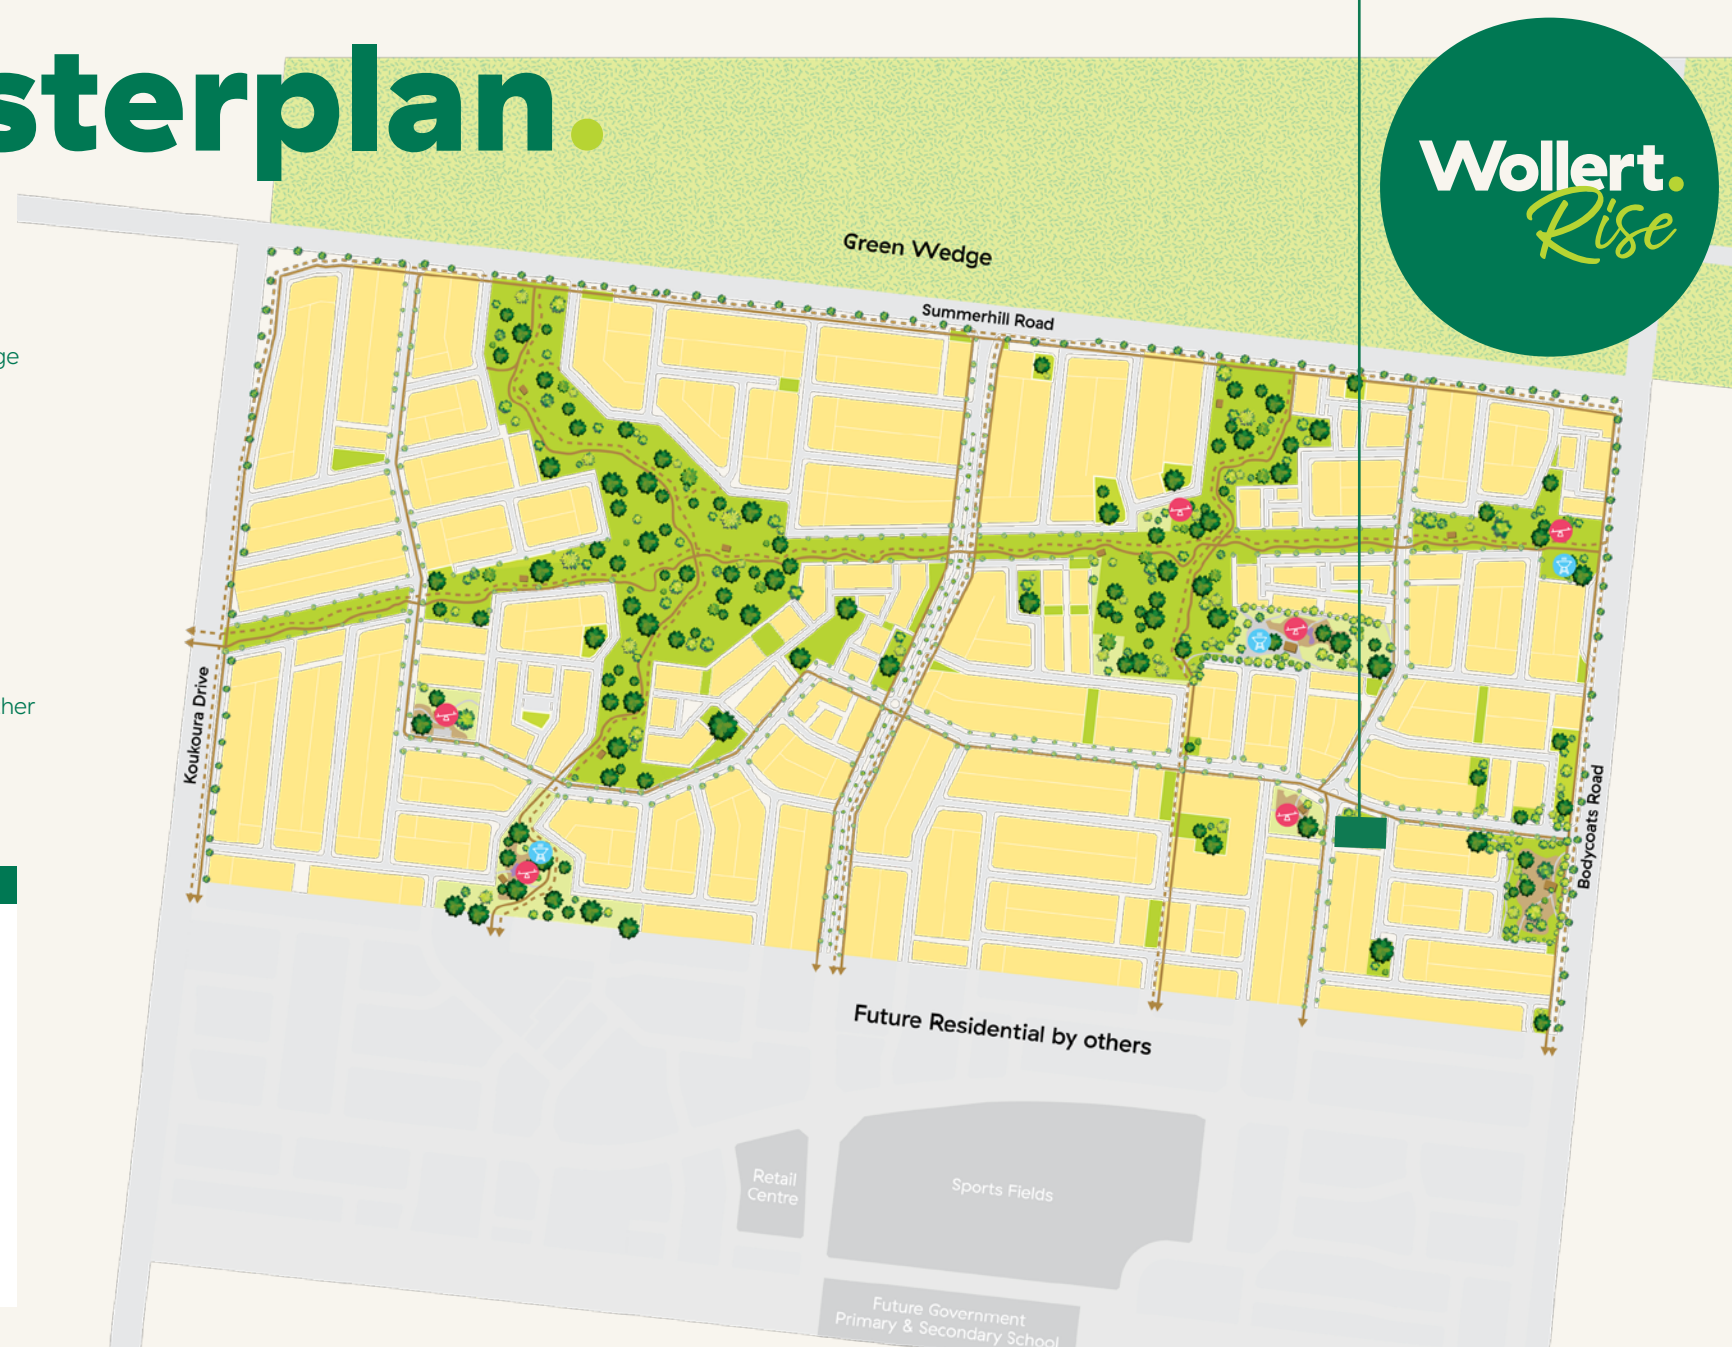 sterplan.
Wollert.
Rise
Green Wedge
Summerhill Road
ge
her
Koukoura Drive
Bodycoats Road
Future Residential by others
Retail
Centre
Sports Fields
Future Government
Primary & Secondary School